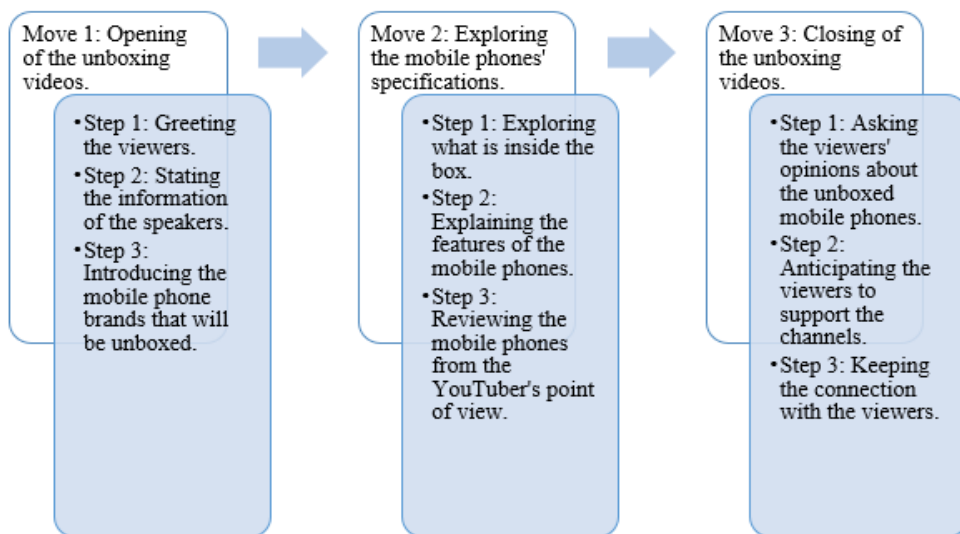 Move 1: Opening
of the unboxing
videos.
•Step 1: Greeting
the viewers.
•Step 2: Stating
the information
of the speakers.
•Step 3:
Introducing the
mobile phone
brands that will
be unboxed.
Move 2: Exploring
the mobile phones'
specifications.
•Step 1: Exploring
what is inside the
box.
•Step 2:
Explaining the
features of the
mobile phones.
•Step 3:
Reviewing the
mobile phones
from the
YouTuber's point
of view.
Move 3: Closing of
the unboxing
videos.
•Step 1: Asking
the viewers'
opinions about
the unboxed
mobile phones.
•Step 2:
Anticipating the
viewers to
support the
channels.
•Step 3: Keeping
the connection
with the viewers.